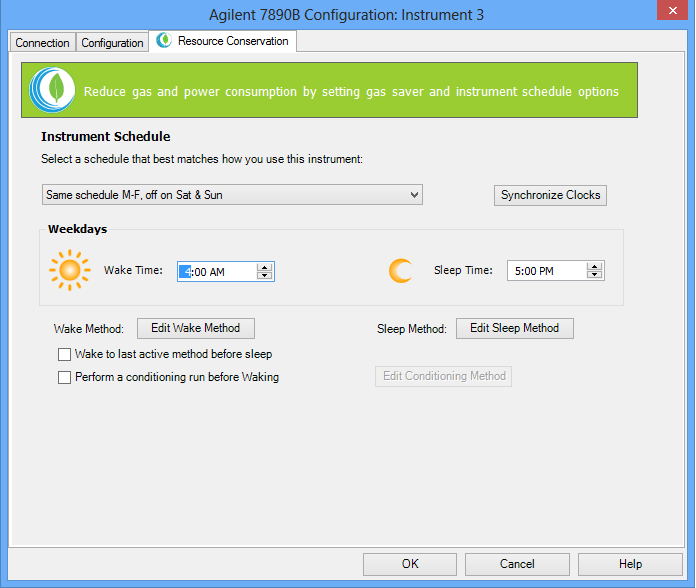 Agilent 7890B Configuration: Instrument 3
Connection Configuration Resource Conservation
Reduce gas and power consumption by setting gas saver and instrument schedule options
Instrument Schedule
Select a schedule that best matches how you use this instrument:
Same schedule M-F, off on Sat & Sun Synchronize Clocks
Weekdays
Wake Time: 4:00 AM Sleep Time: 5:00 PM
Wake Method: Edit Wake Method Sleep Method: Edit Sleep Method
Wake to last active method before sleep
Perform a conditioning run before Waking Edit Conditioning Method
OK Cancel Help